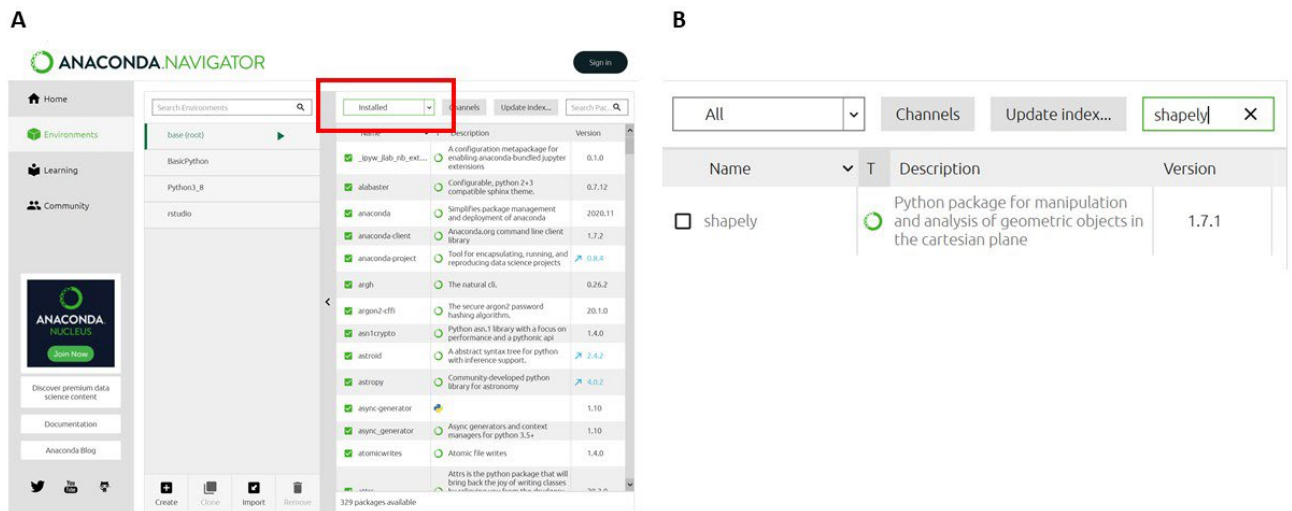 A
ANACONDA.NAVIGATOR
Sign in
Home
Environments
Learning
Community
ANACONDA.
NUCLEUS
Join Now
Discover premium data
science content
Documentation
Anaconda Blog
Search Environments
base (root)
BasicPython
Python3_8
rstudio
Create
Clone
Import
Remove
Installed
Channels
Update index...
Search Pac...
Name T Description Version
_ipyw_jlab_nb_ext... A configuration metapackage for
enabling anaconda-bundled jupyter
extensions 0.1.0
alabaster Configurable, python 2+3
compatible sphinx theme. 0.7.12
anaconda Simplifies package management
and deployment of anaconda 2020.11
anaconda-client Anaconda.org command line client
library 1.7.2
anaconda-project Tool for encapsulating, running, and
reproducing data science projects 0.8.4
argh The natural cli. 0.26.2
argon2-cffi The secure argon2 password
hashing algorithm. 20.1.0
asn1crypto Python asn.1 library with a focus on
performance and a pythonic api 1.4.0
astroid A abstract syntax tree for python
with inference support. 2.4.2
astropy Community-developed python
library for astronomy 4.0.2
async-generator 1.10
async_generator Async generators and context
managers for python 3.5+ 1.10
atomicwrites Atomic file writes 1.4.0
Attrs is the python package that will
bring back the joy of writing classes
329 packages available
B
All
Channels
Update index...
shapely
Name T Description Version
shapely Python package for manipulation
and analysis of geometric objects in
the cartesian plane 1.7.1